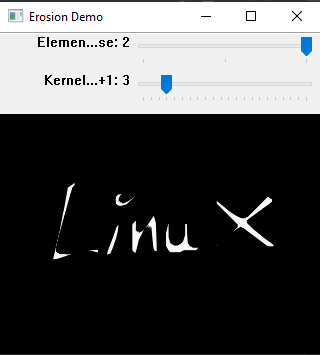 Erosion Demo
Elemen...se: 2
Kernel...+1: 3
Linux